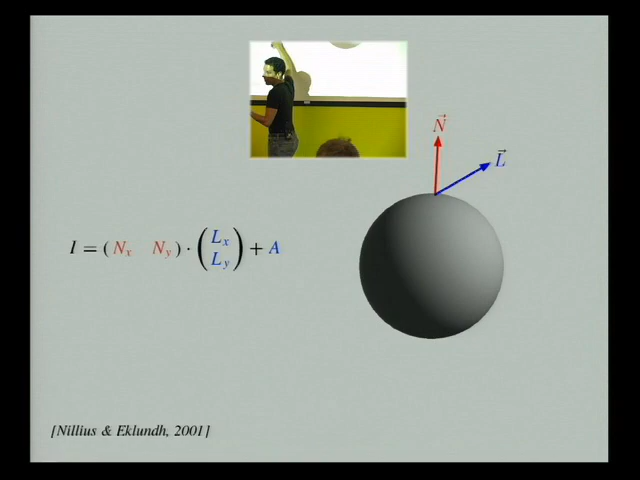 N⃗
L⃗
I = ( Nx Ny ) · ( Lx
Ly ) + A
[Nillius & Eklundh, 2001]